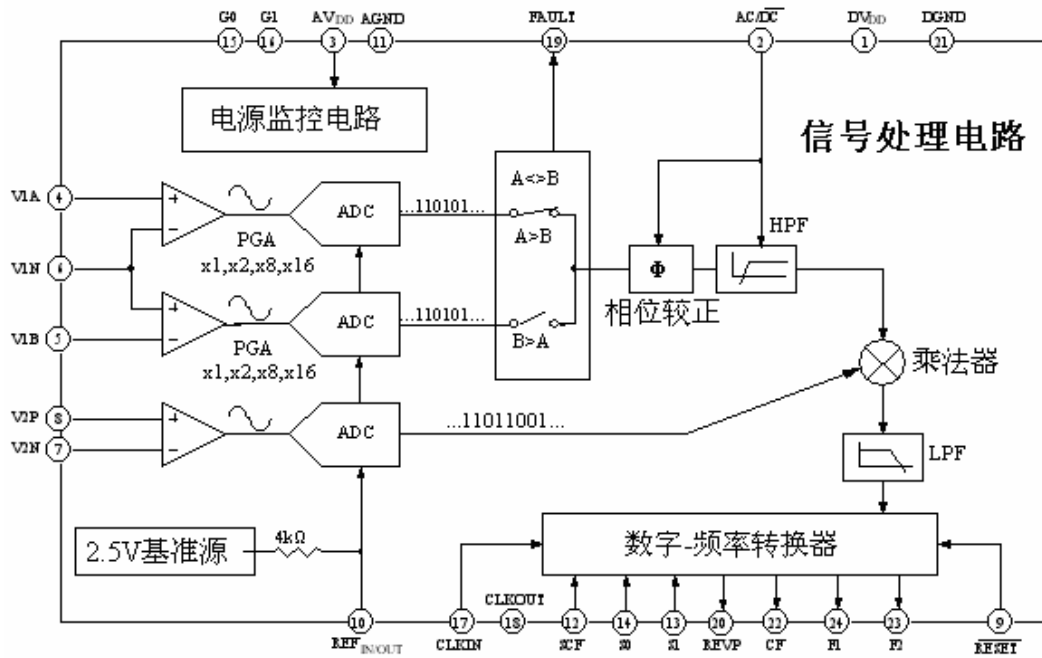 G0 G1 AVDD AGND FAULT AC/DC DVDD DGND
15 16 3 11 19 2 1 21
电源监控电路
信号处理电路
V1A 4
+
−
ADC
...110101...
A<>B
A>B
PGA
x1,x2,x8,x16
HPF
V1N 6
Φ
相位较正
+
−
ADC
...110101...
B>A
V1B 5
PGA
x1,x2,x8,x16
乘法器
V2P 8
+
−
ADC
...11011001...
V2N 7
LPF
2.5V基准源
4kΩ
数字-频率转换器
CLKOUT
10 17 18 12 14 13 20 22 24 23 9
REFIN/OUT CLKIN SCF S0 S1 REVP CF F1 F2 RESET